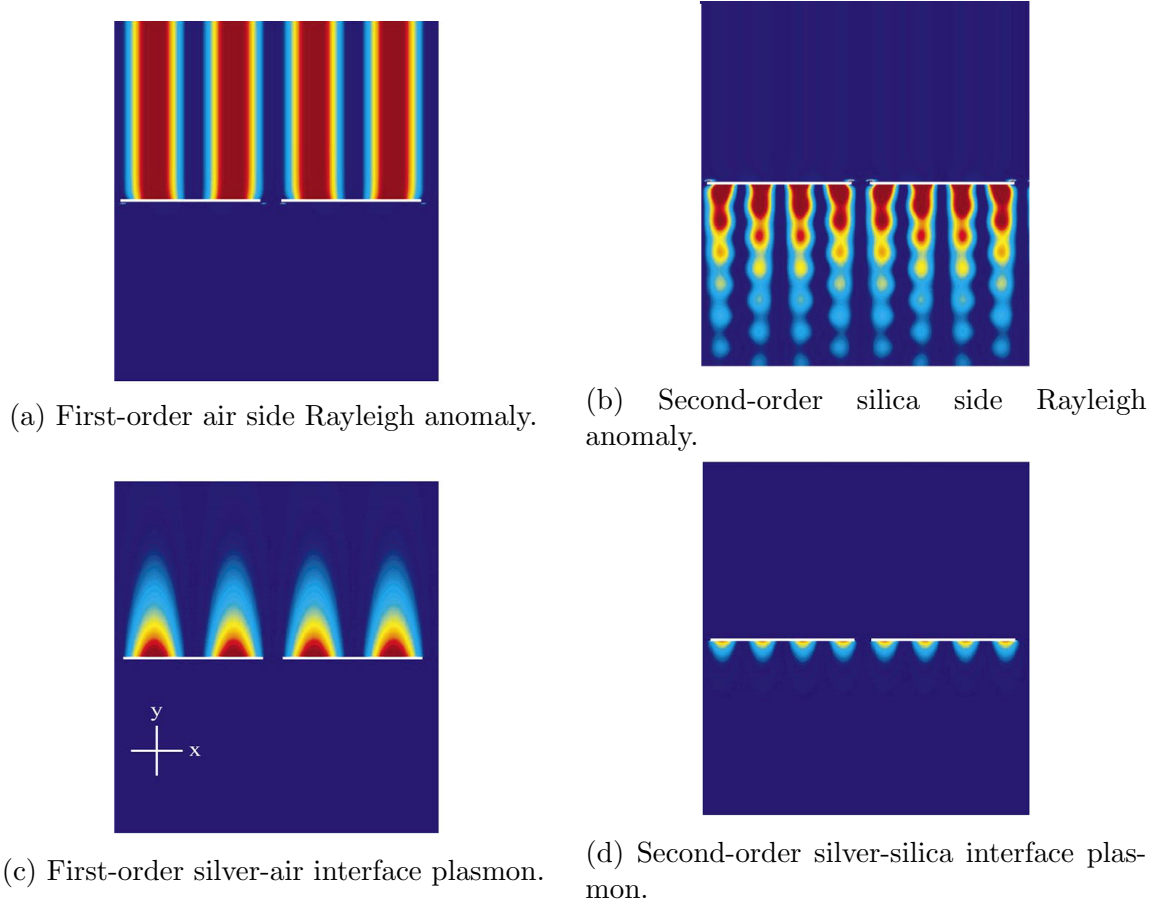 (a) First-order air side Rayleigh anomaly.
(b) Second-order silica side Rayleigh
anomaly.
y
x
(c) First-order silver-air interface plasmon.
(d) Second-order silver-silica interface plas-
mon.